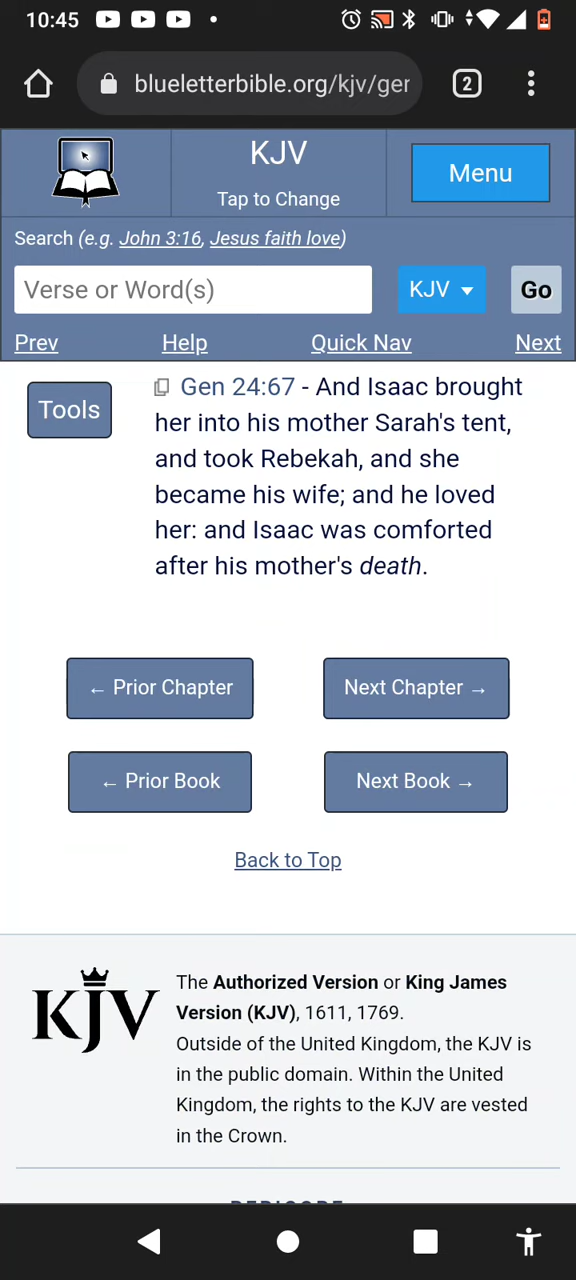 10:45
blueletterbible.org/kjv/ger
2
KJV
Tap to Change
Menu
Search (e.g. John 3:16, Jesus faith love)
Verse or Word(s)
KJV
Go
Prev
Help
Quick Nav
Next
Tools
Gen 24:67 - And Isaac brought
her into his mother Sarah's tent,
and took Rebekah, and she
became his wife; and he loved
her: and Isaac was comforted
after his mother's death.
← Prior Chapter
Next Chapter →
← Prior Book
Next Book →
Back to Top
KJV
The Authorized Version or King James
Version (KJV), 1611, 1769.
Outside of the United Kingdom, the KJV is
in the public domain. Within the United
Kingdom, the rights to the KJV are vested
in the Crown.
PERICOPE